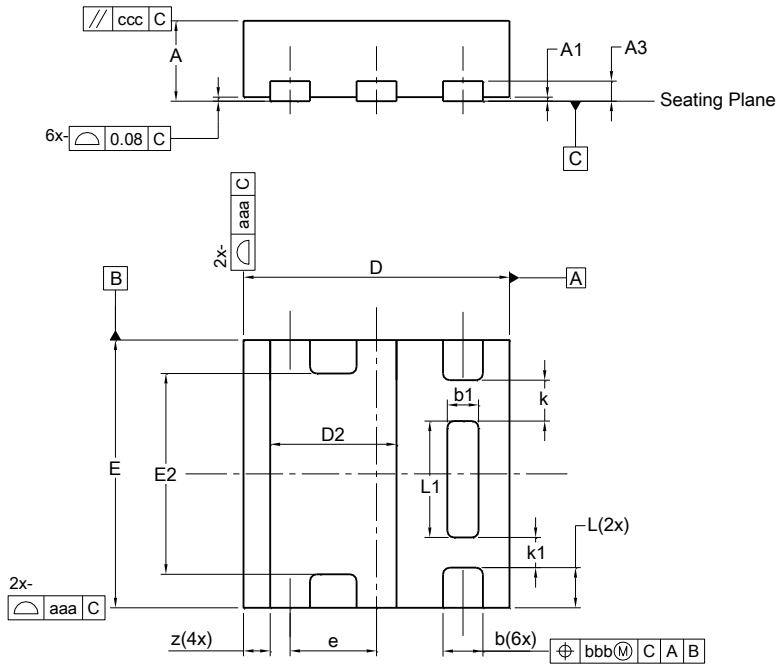 // ccc C
A
A1
A3
Seating Plane
6x- ⌓ 0.08 C
C
2x- ⌓ aaa C
D
B
A
b1
k
D2
E
E2
L1
L(2x)
k1
2x-
⌓ aaa C
z(4x)
e
b(6x)
⌖ bbbⓂ C A B